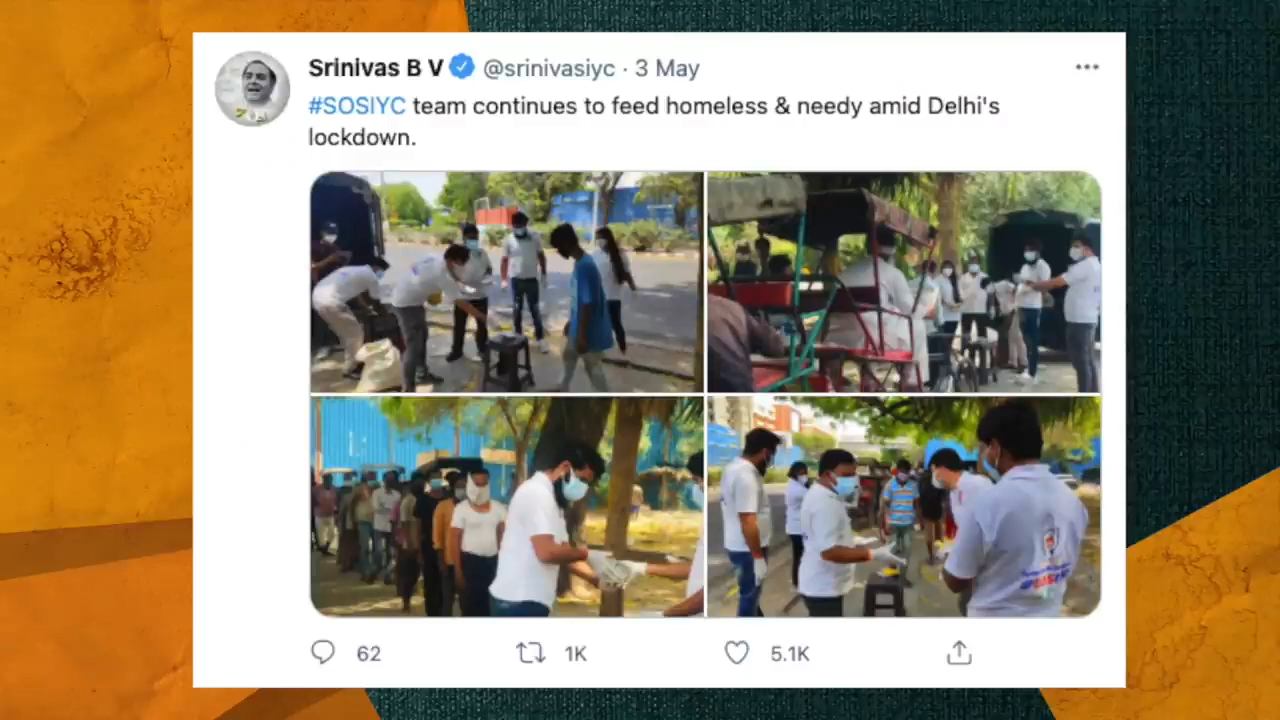 Srinivas B V @srinivasiyc · 3 May
#SOSIYC team continues to feed homeless & needy amid Delhi's
lockdown.
62 1K 5.1K